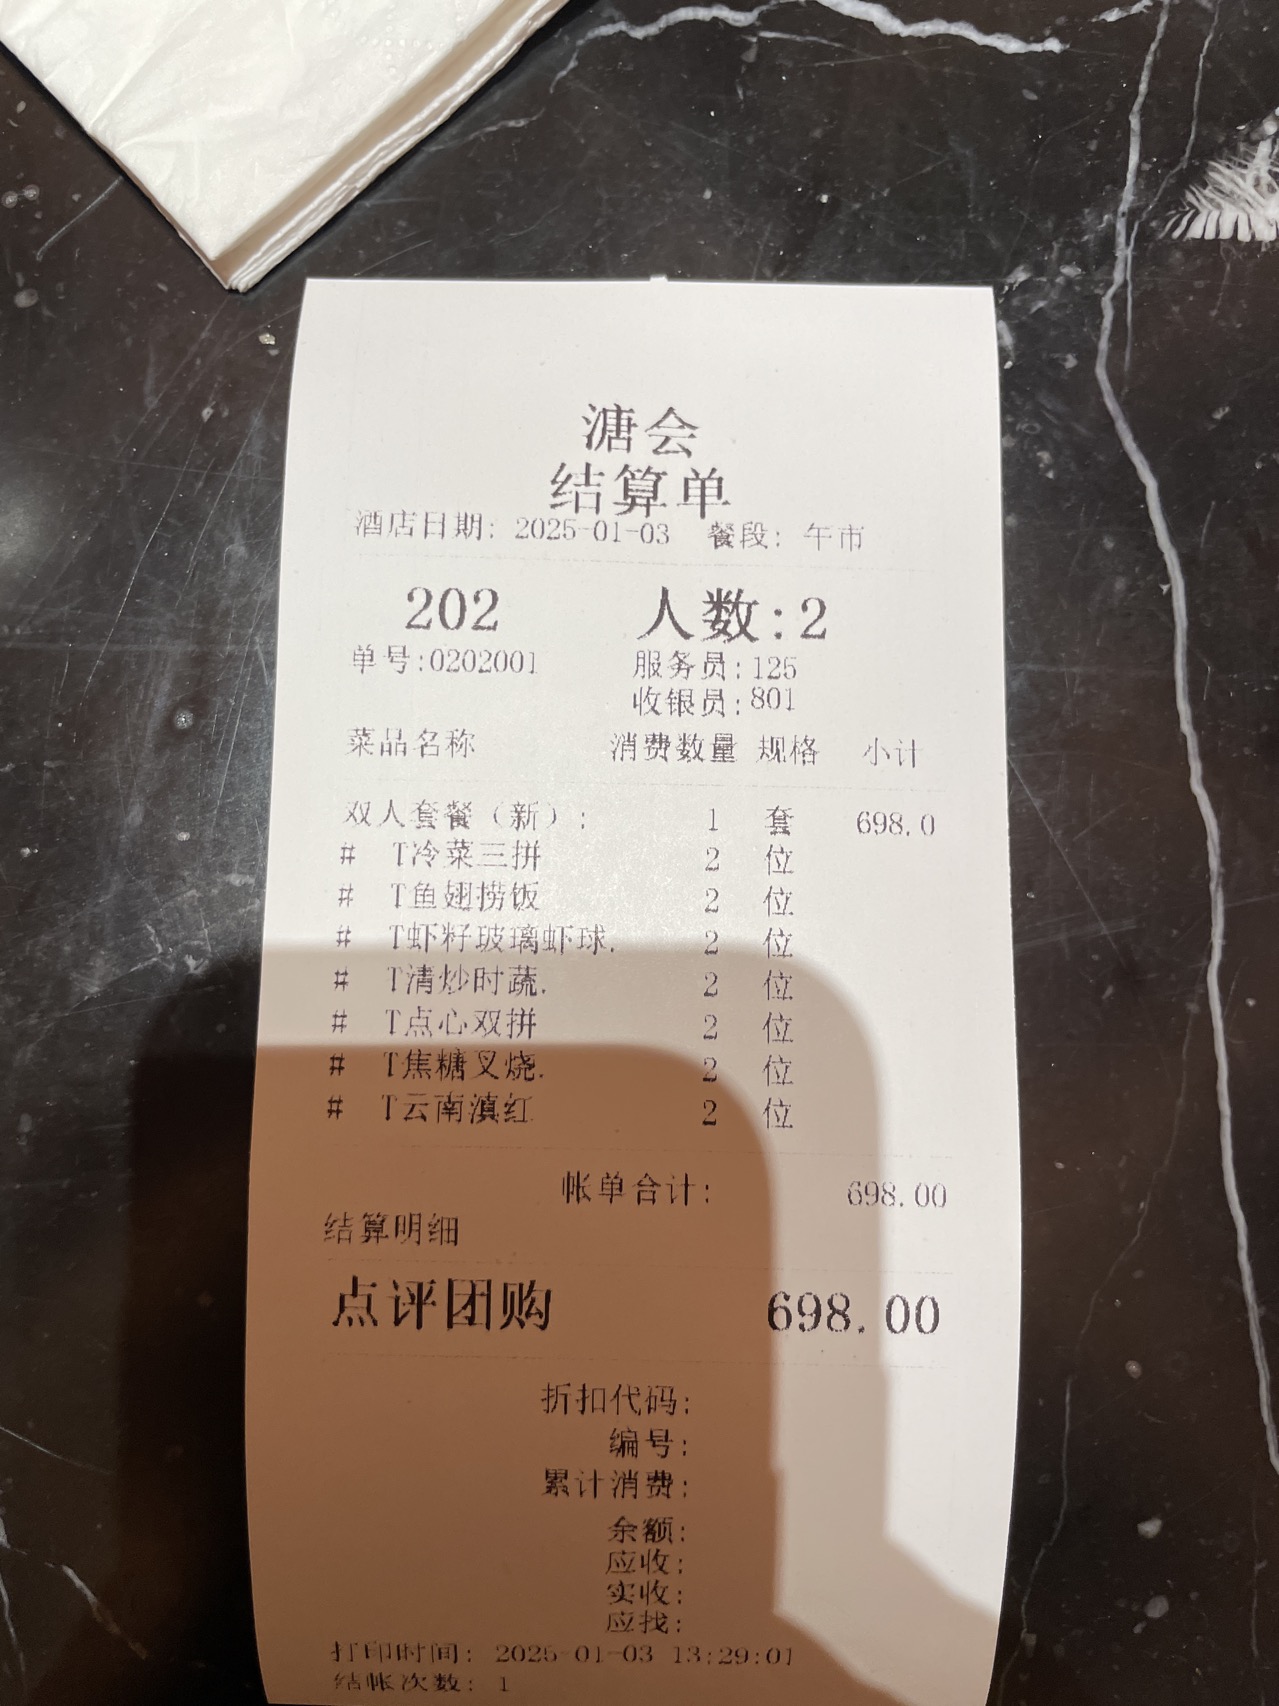 溏会
结算单
酒店日期: 2025-01-03 餐段: 午市
202 人数:2
单号:0202001 服务员:125
收银员:801
菜品名称 消费数量 规格 小计
双人套餐（新）: 1 套 698.0
# T冷菜三拼 2 位
# T鱼翅捞饭 2 位
# T虾籽玻璃虾球. 2 位
# T清炒时蔬. 2 位
# T点心双拼 2 位
# T焦糖叉烧. 2 位
# T云南滇红 2 位
帐单合计: 698.00
结算明细
点评团购 698.00
折扣代码:
编号:
累计消费:
余额:
应收:
实收:
应找:
打印时间: 2025-01-03 13:29:01
结帐次数: 1